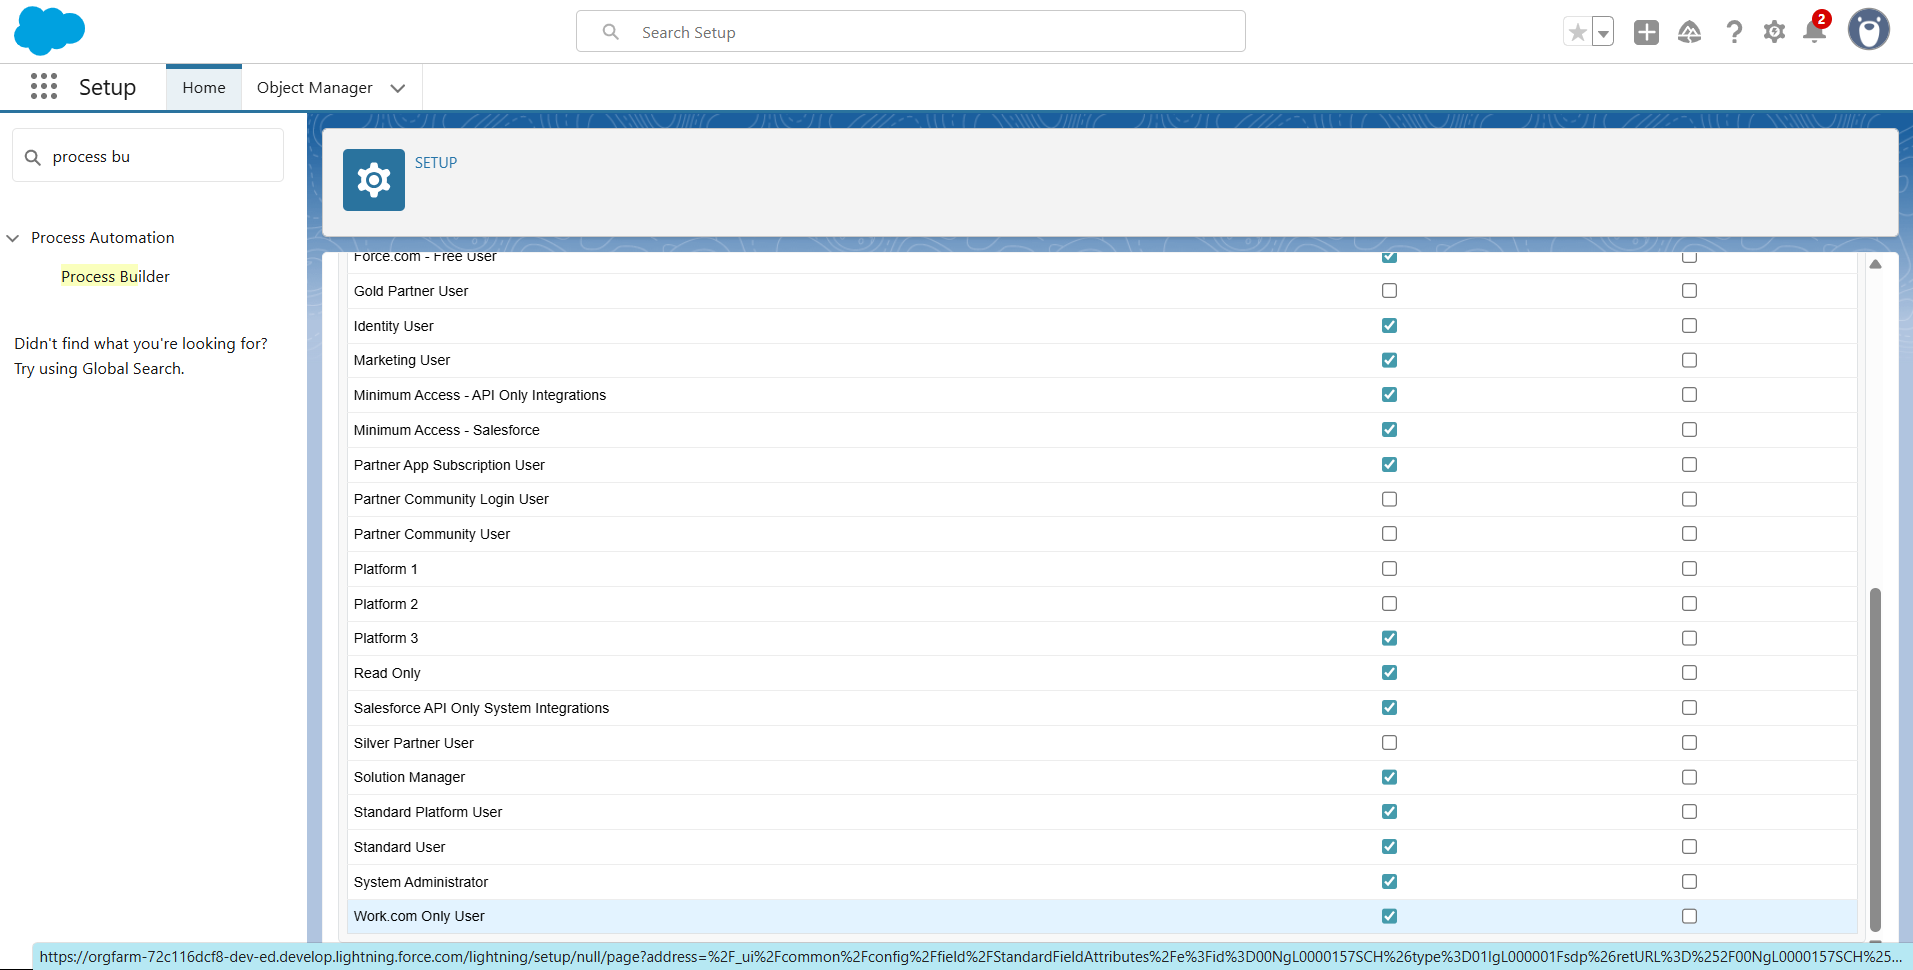 Search Setup
2
Setup
Home
Object Manager
process bu
Process Automation
Process Builder
Didn't find what you're looking for?
Try using Global Search.
SETUP
Force.com - Free User
Gold Partner User
Identity User
Marketing User
Minimum Access - API Only Integrations
Minimum Access - Salesforce
Partner App Subscription User
Partner Community Login User
Partner Community User
Platform 1
Platform 2
Platform 3
Read Only
Salesforce API Only System Integrations
Silver Partner User
Solution Manager
Standard Platform User
Standard User
System Administrator
Work.com Only User
https://orgfarm-72c116dcf8-dev-ed.develop.lightning.force.com/lightning/setup/null/page?address=%2F_ui%2Fcommon%2Fconfig%2Ffield%2FStandardFieldAttributes%2Fe%3Fid%3D00NgL0000157SCH%26type%3D01IgL000001Fsdp%26retURL%3D%252F00NgL0000157SCH%25...